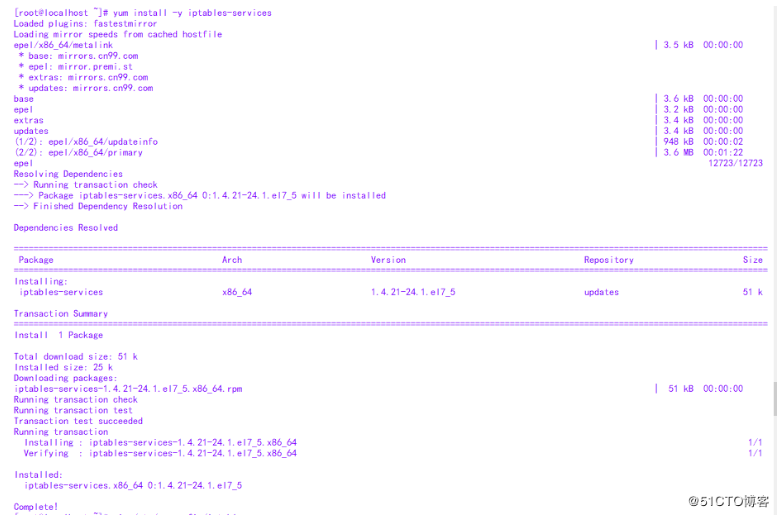 [root@localhost ~]# yum install -y iptables-services
Loaded plugins: fastestmirror
Loading mirror speeds from cached hostfile
epel/x86_64/metalink | 3.5 kB 00:00:00
* base: mirrors.cn99.com
* epel: mirror.premi.st
* extras: mirrors.cn99.com
* updates: mirrors.cn99.com
base | 3.6 kB 00:00:00
epel | 3.2 kB 00:00:00
extras | 3.4 kB 00:00:00
updates | 3.4 kB 00:00:00
(1/2): epel/x86_64/updateinfo | 948 kB 00:00:02
(2/2): epel/x86_64/primary | 3.6 MB 00:01:22
epel 12723/12723
Resolving Dependencies
--> Running transaction check
---> Package iptables-services.x86_64 0:1.4.21-24.1.el7_5 will be installed
--> Finished Dependency Resolution
Dependencies Resolved
Package Arch Version Repository Size
Installing:
iptables-services x86_64 1.4.21-24.1.el7_5 updates 51 k
Transaction Summary
Install 1 Package
Total download size: 51 k
Installed size: 25 k
Downloading packages:
iptables-services-1.4.21-24.1.el7_5.x86_64.rpm | 51 kB 00:00:00
Running transaction check
Running transaction test
Transaction test succeeded
Running transaction
Installing : iptables-services-1.4.21-24.1.el7_5.x86_64 1/1
Verifying : iptables-services-1.4.21-24.1.el7_5.x86_64 1/1
Installed:
iptables-services.x86_64 0:1.4.21-24.1.el7_5
Complete!
@51CTO博客